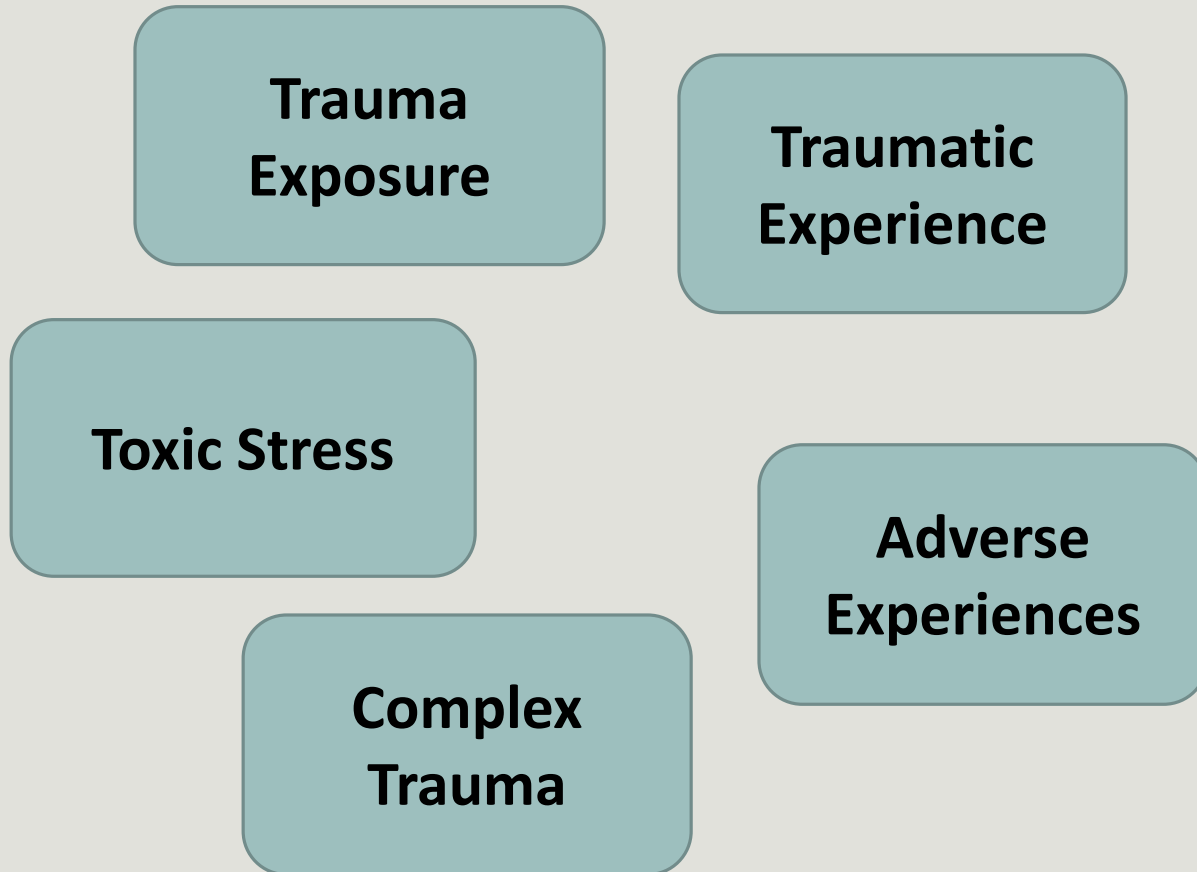 Trauma
Exposure
Traumatic
Experience
Toxic Stress
Adverse
Experiences
Complex
Trauma